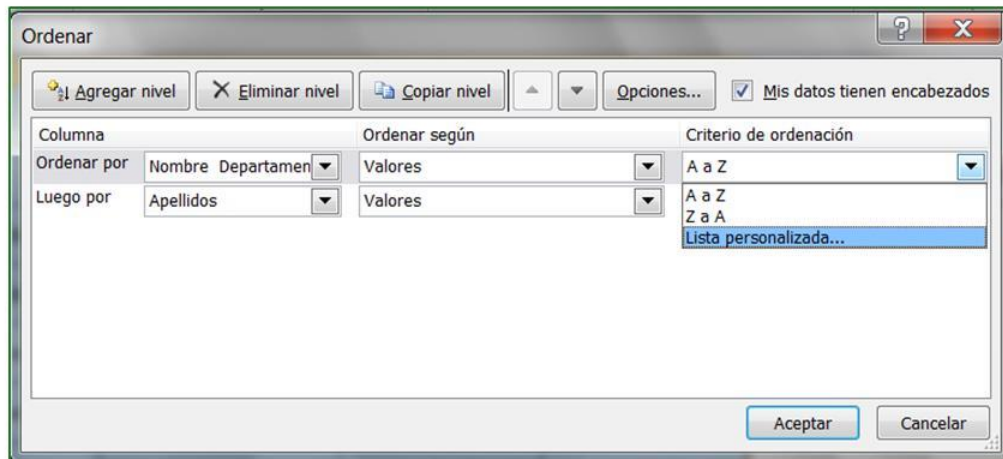 Ordenar
Agregar nivel Eliminar nivel Copiar nivel Opciones... Mis datos tienen encabezados
Columna Ordenar según Criterio de ordenación
Ordenar por Nombre Departamen Valores A a Z
Luego por Apellidos Valores A a Z
Z a A
Lista personalizada...
Aceptar Cancelar